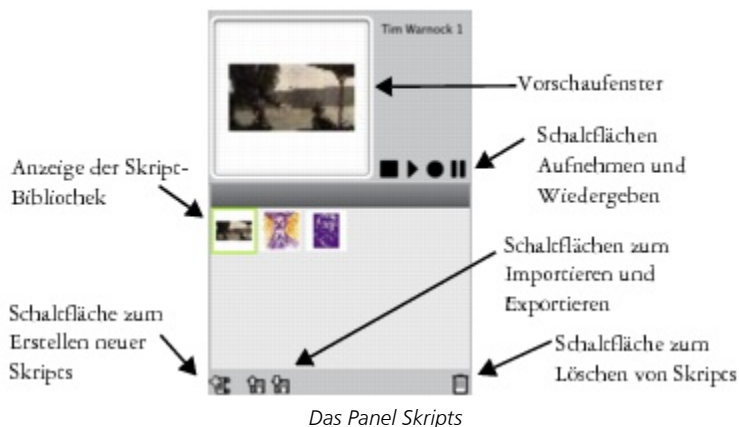 Tim Warnock 1
Vorschaufenster
Schaltflächen
Aufnehmen und
Wiedergeben
Anzeige der Skript-
Bibliothek
Schaltflächen zum
Importieren und
Exportieren
Schaltfläche zum
Erstellen neuer
Skripts
Schaltfläche zum
Löschen von Skripts
Das Panel Skripts